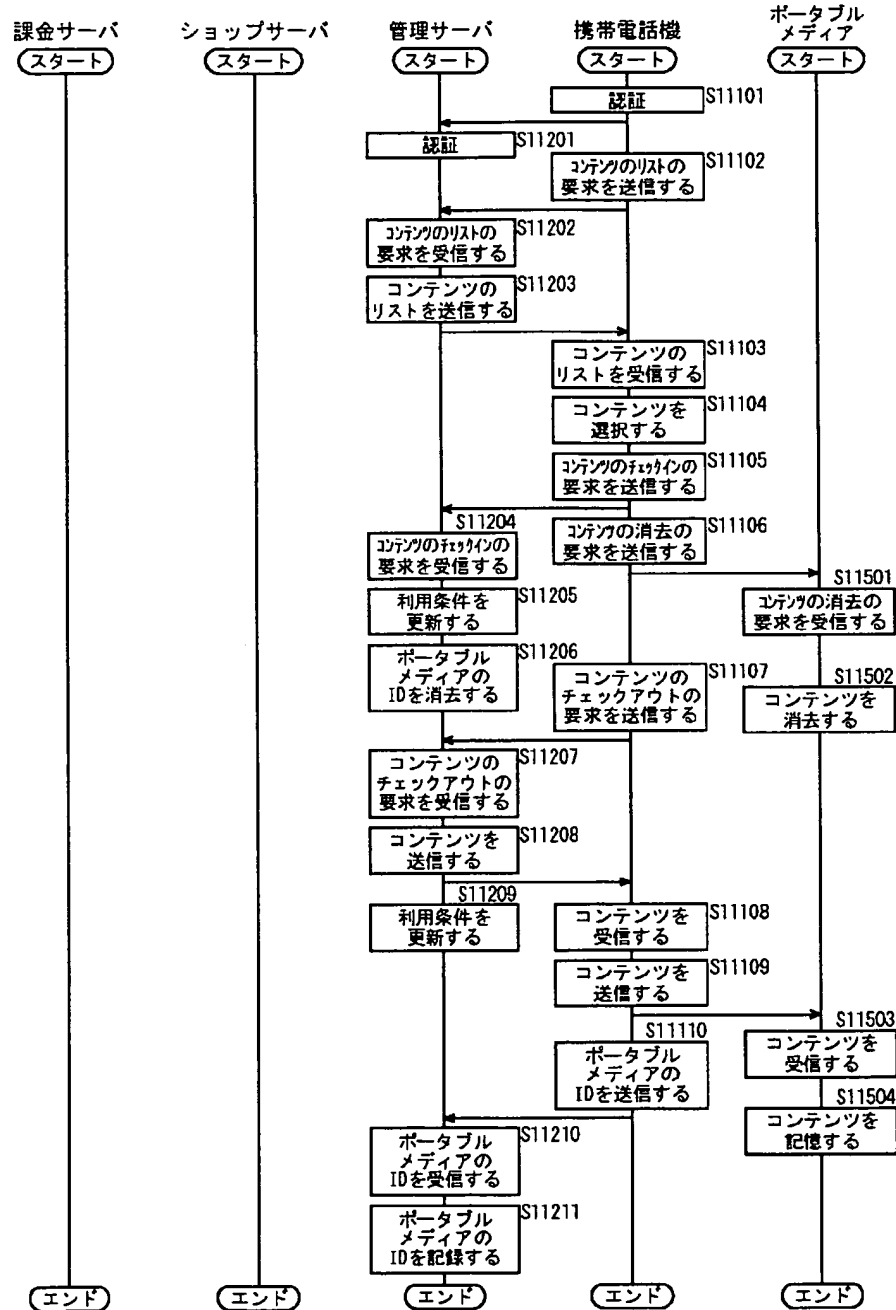 課金サーバ
ショップサーバ
管理サーバ
携帯電話機
ポータブル
メディア
スタート
スタート
スタート
スタート
スタート
認証
S11101
認証
S11201
コンテンツのリストの
要求を送信する
S11102
コンテンツのリストの
要求を受信する
S11202
コンテンツの
リストを送信する
S11203
コンテンツの
リストを受信する
S11103
コンテンツを
選択する
S11104
コンテンツのチェックインの
要求を送信する
S11105
S11204
コンテンツのチェックインの
要求を受信する
コンテンツの消去の
要求を送信する
S11106
S11501
コンテンツの消去の
要求を受信する
利用条件を
更新する
S11205
ポータブル
メディアの
IDを消去する
S11206
コンテンツの
チェックアウトの
要求を送信する
S11107
S11502
コンテンツを
消去する
コンテンツの
チェックアウトの
要求を受信する
S11207
コンテンツを
送信する
S11208
S11209
利用条件を
更新する
コンテンツを
受信する
S11108
コンテンツを
送信する
S11109
S11503
コンテンツを
受信する
S11110
ポータブル
メディアの
IDを送信する
S11504
コンテンツを
記憶する
ポータブル
メディアの
IDを受信する
S11210
ポータブル
メディアの
IDを記録する
S11211
エンド
エンド
エンド
エンド
エンド